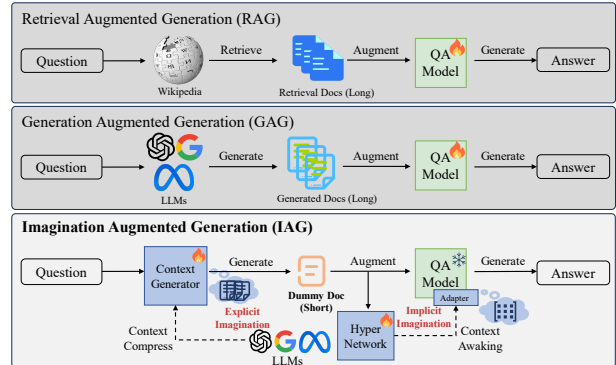 Retrieval Augmented Generation (RAG)
Question
Retrieve
Augment
Generate
QA
Model
Answer
Wikipedia
Retrieval Docs (Long)
Generation Augmented Generation (GAG)
Question
Generate
Augment
Generate
QA
Model
Answer
LLMs
Generated Docs (Long)
Imagination Augmented Generation (IAG)
Question
Context
Generator
Generate
Augment
Generate
QA
Model
Answer
Adapter
Dummy Doc
(Short)
Explicit
Imagination
Implicit
Imagination
Context
Compress
Hyper
Network
Context
Awaking
LLMs